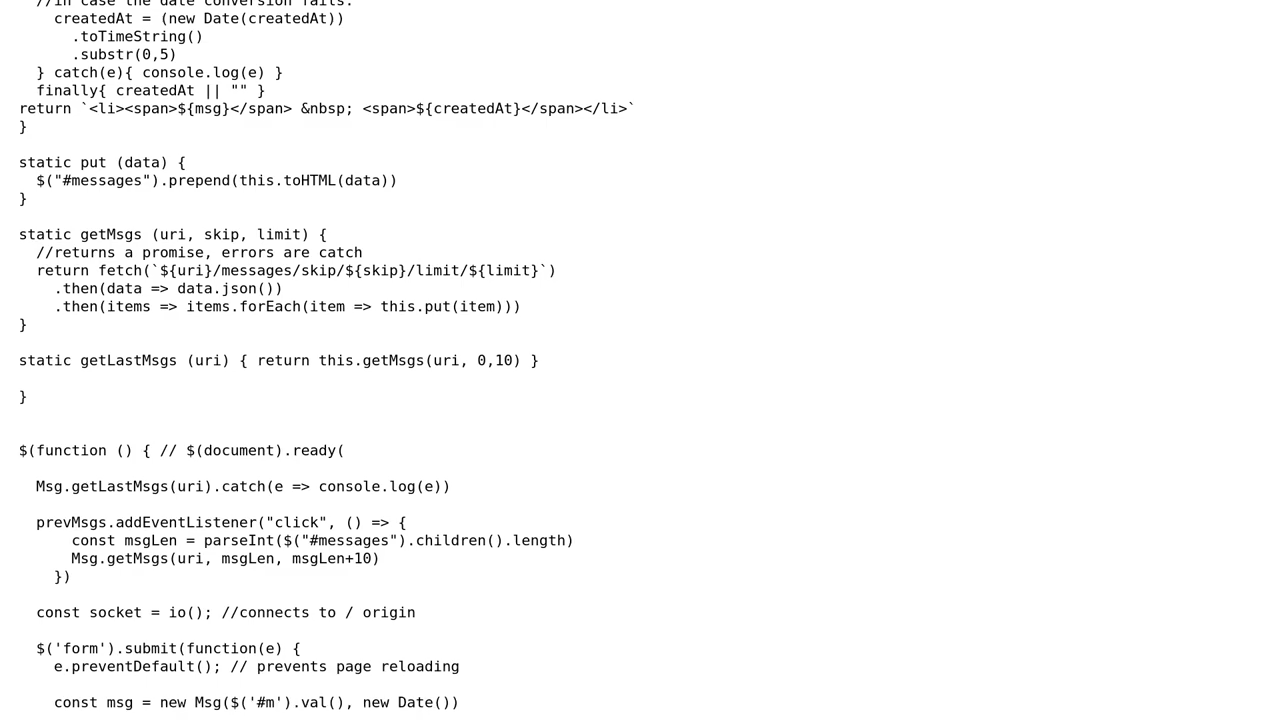 //in case the date conversion fails.
createdAt = (new Date(createdAt))
.toTimeString()
.substr(0,5)
} catch(e){ console.log(e) }
finally{ createdAt || "" }
return `<li><span>${msg}</span> &nbsp; <span>${createdAt}</span></li>`
}
static put (data) {
$("#messages").prepend(this.toHTML(data))
}
static getMsgs (uri, skip, limit) {
//returns a promise, errors are catch
return fetch(`${uri}/messages/skip/${skip}/limit/${limit}`)
.then(data => data.json())
.then(items => items.forEach(item => this.put(item)))
}
static getLastMsgs (uri) { return this.getMsgs(uri, 0,10) }
}
$(function () { // $(document).ready(
Msg.getLastMsgs(uri).catch(e => console.log(e))
prevMsgs.addEventListener("click", () => {
const msgLen = parseInt($("#messages").children().length)
Msg.getMsgs(uri, msgLen, msgLen+10)
})
const socket = io(); //connects to / origin
$('form').submit(function(e) {
e.preventDefault(); // prevents page reloading
const msg = new Msg($('#m').val(), new Date())